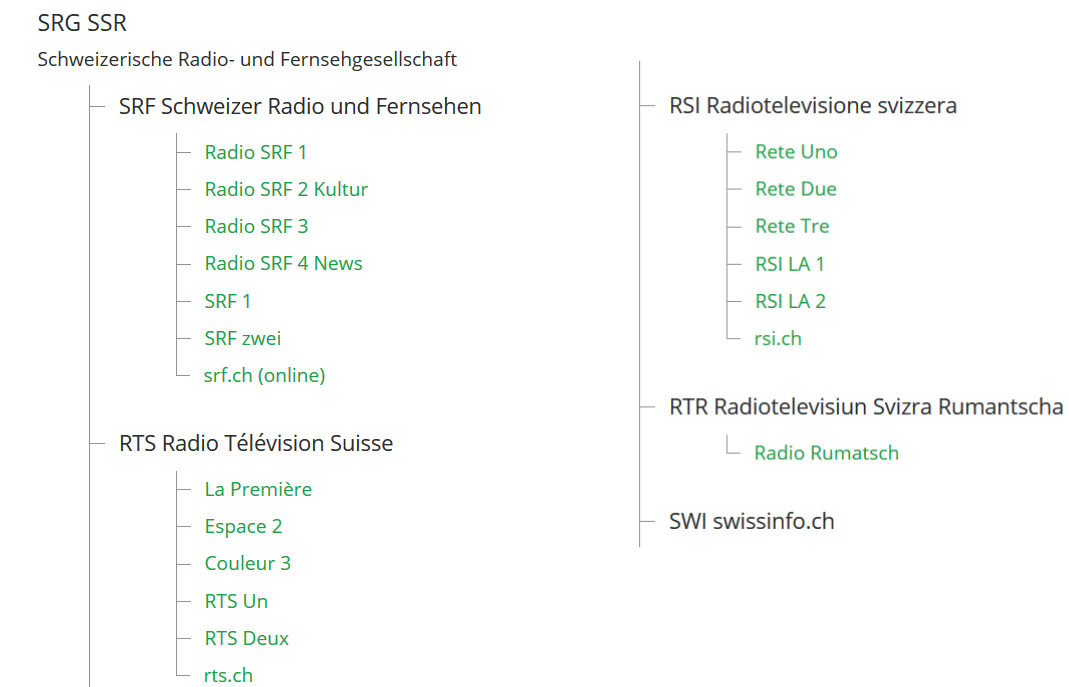 SRG SSR
Schweizerische Radio- und Fernsehgesellschaft
SRF Schweizer Radio und Fernsehen
Radio SRF 1
Radio SRF 2 Kultur
Radio SRF 3
Radio SRF 4 News
SRF 1
SRF zwei
srf.ch (online)
RTS Radio Télévision Suisse
La Première
Espace 2
Couleur 3
RTS Un
RTS Deux
rts.ch
RSI Radiotelevisione svizzera
Rete Uno
Rete Due
Rete Tre
RSI LA 1
RSI LA 2
rsi.ch
RTR Radiotelevisiun Svizra Rumantscha
Radio Rumatsch
SWI swissinfo.ch